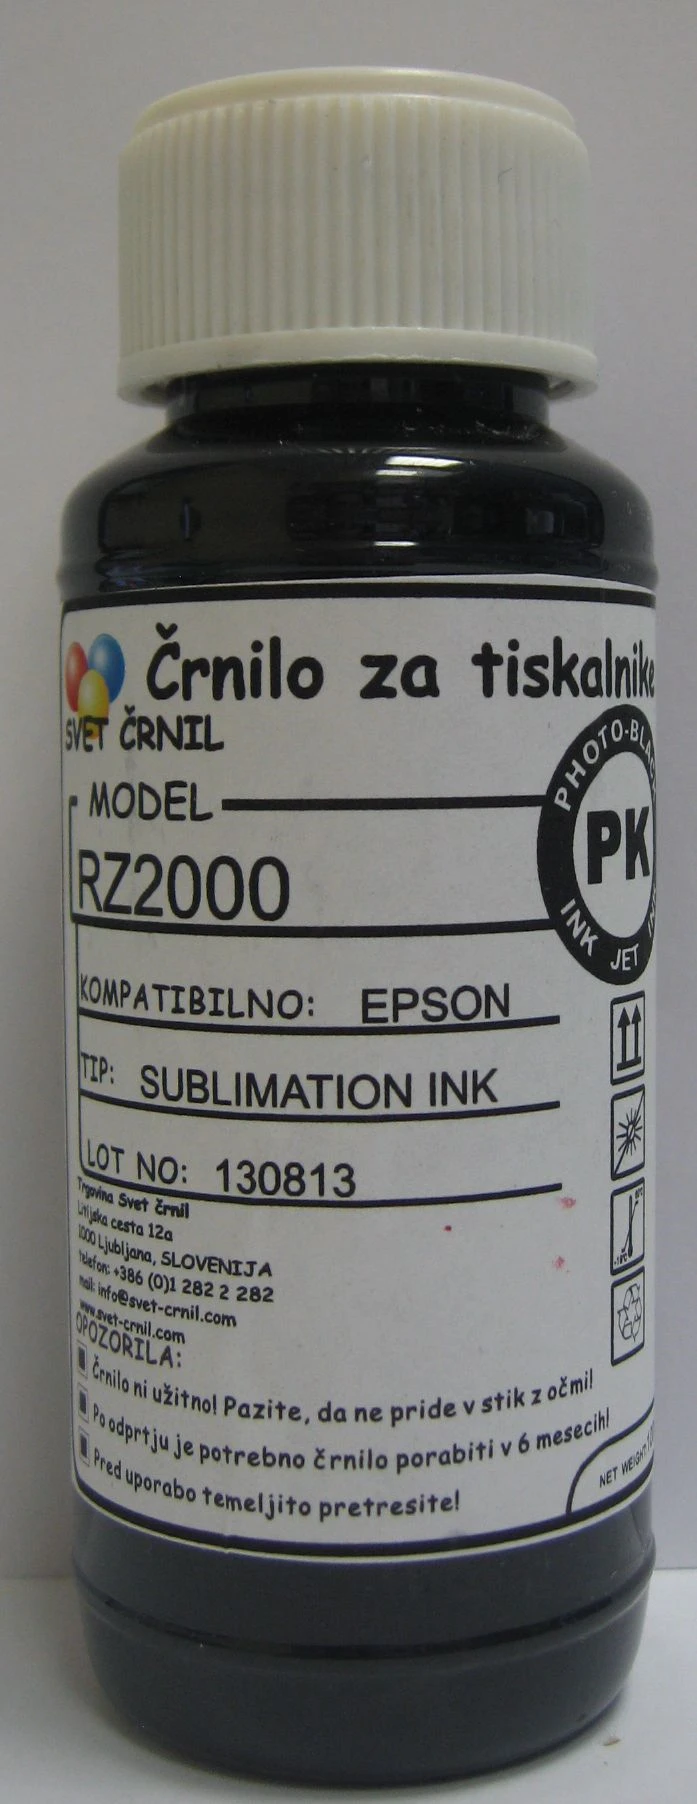 Črnilo za tiskalnike
SVET ČRNIL
PHOTO-BLACK
PK
INK JET INK
MODEL
RZ2000
KOMPATIBILNO: EPSON
TIP: SUBLIMATION INK
LOT NO: 130813
Trgovina Svet črnil
Litijska cesta 12a
1000 Ljubljana, SLOVENIJA
telefon: +386 (0)1 282 2 282
mail: info@svet-crnil.com
www.svet-crnil.com
OPOZORILA:
Črnilo ni užitno! Pazite, da ne pride v stik z očmi!
Po odprtju je potrebno črnilo porabiti v 6 mesecih!
Pred uporabo temeljito pretresite!
NET WEIGHT: